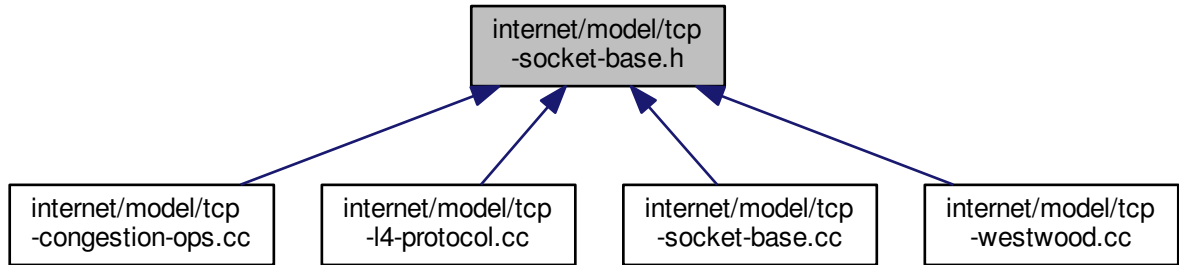 internet/model/tcp
-socket-base.h
internet/model/tcp
-congestion-ops.cc
internet/model/tcp
-l4-protocol.cc
internet/model/tcp
-socket-base.cc
internet/model/tcp
-westwood.cc